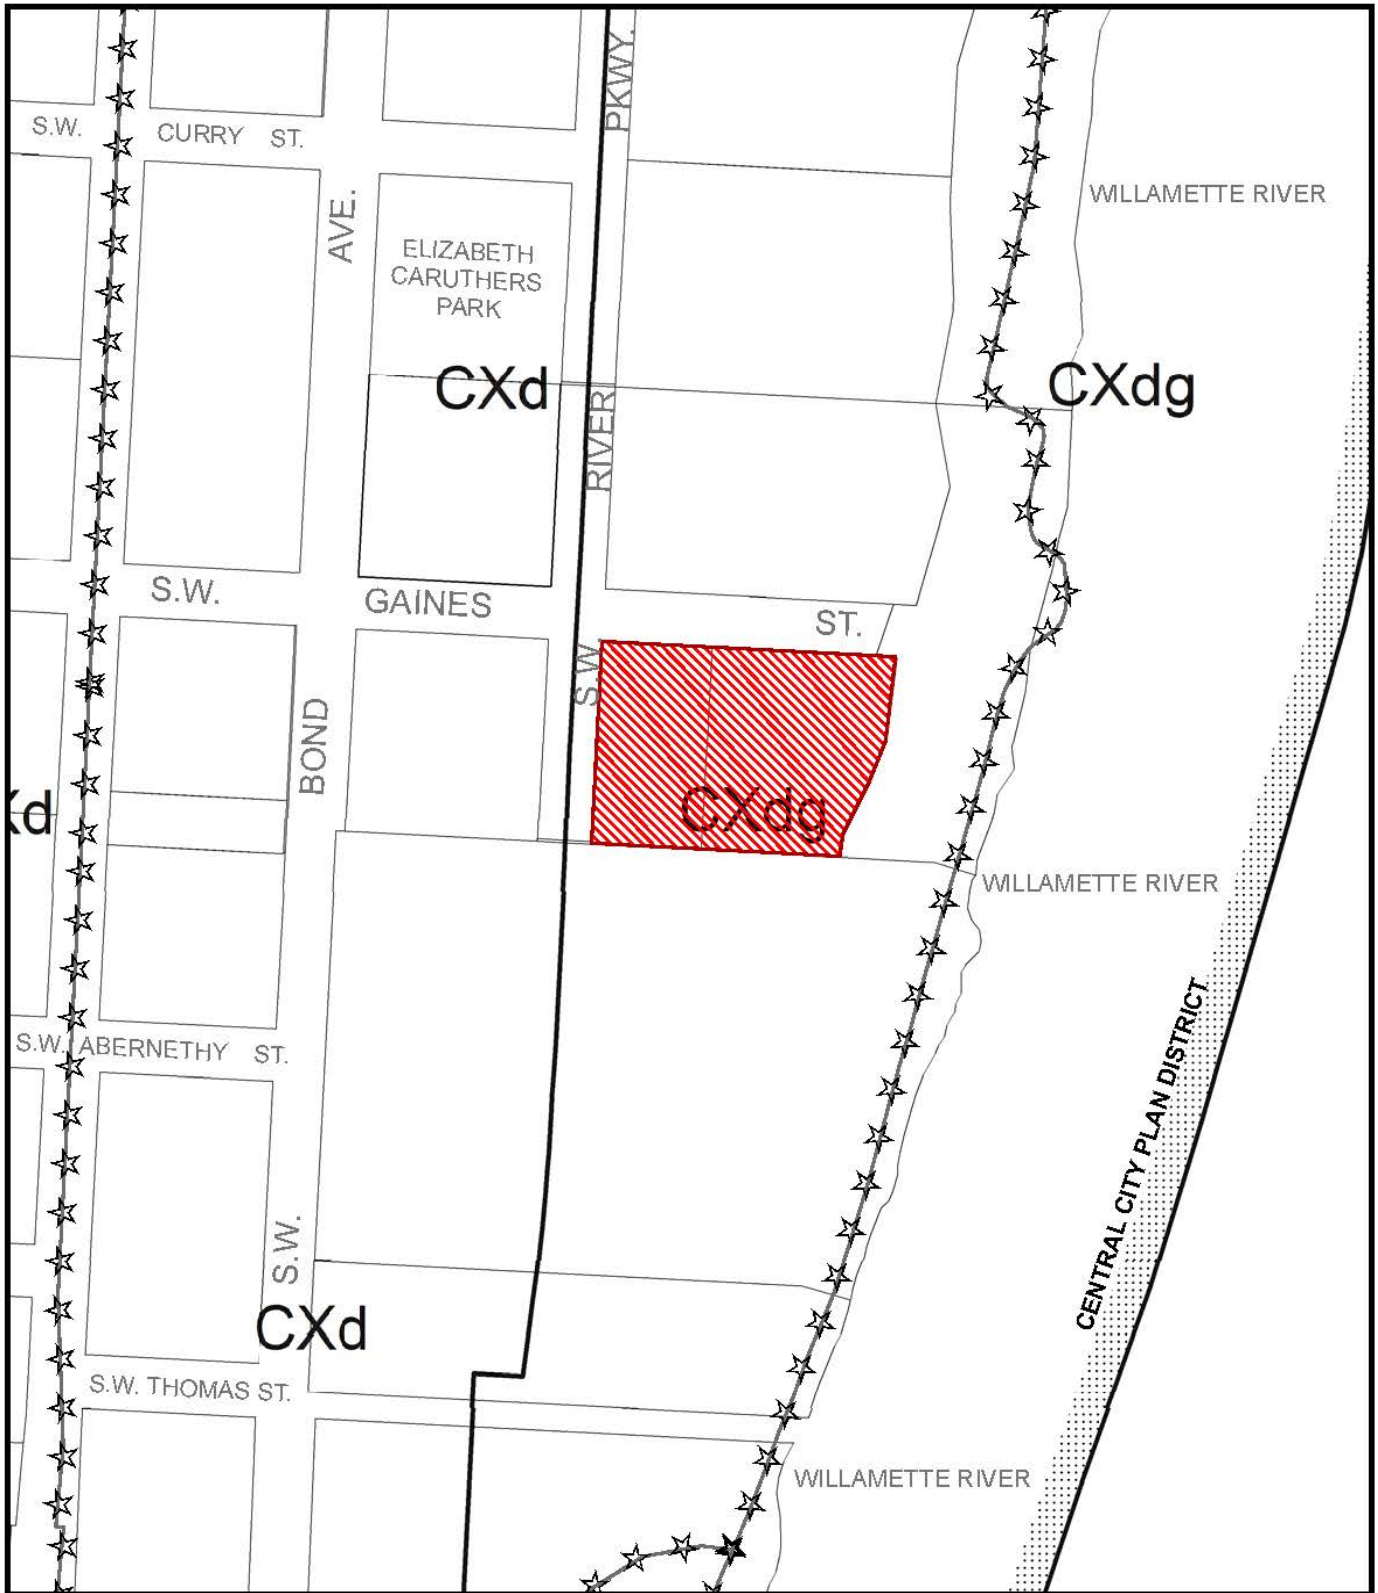 PKWY.
S.W.
CURRY ST.
WILLAMETTE RIVER
AVE.
ELIZABETH
CARUTHERS
PARK
CXd
CXdg
RIVER
S.W.
GAINES
ST.
S.W.
BOND
CXdg
Xd
WILLAMETTE RIVER
S.W. ABERNETHY ST.
CENTRAL CITY PLAN DISTRICT
S.W.
CXd
S.W. THOMAS ST.
WILLAMETTE RIVER